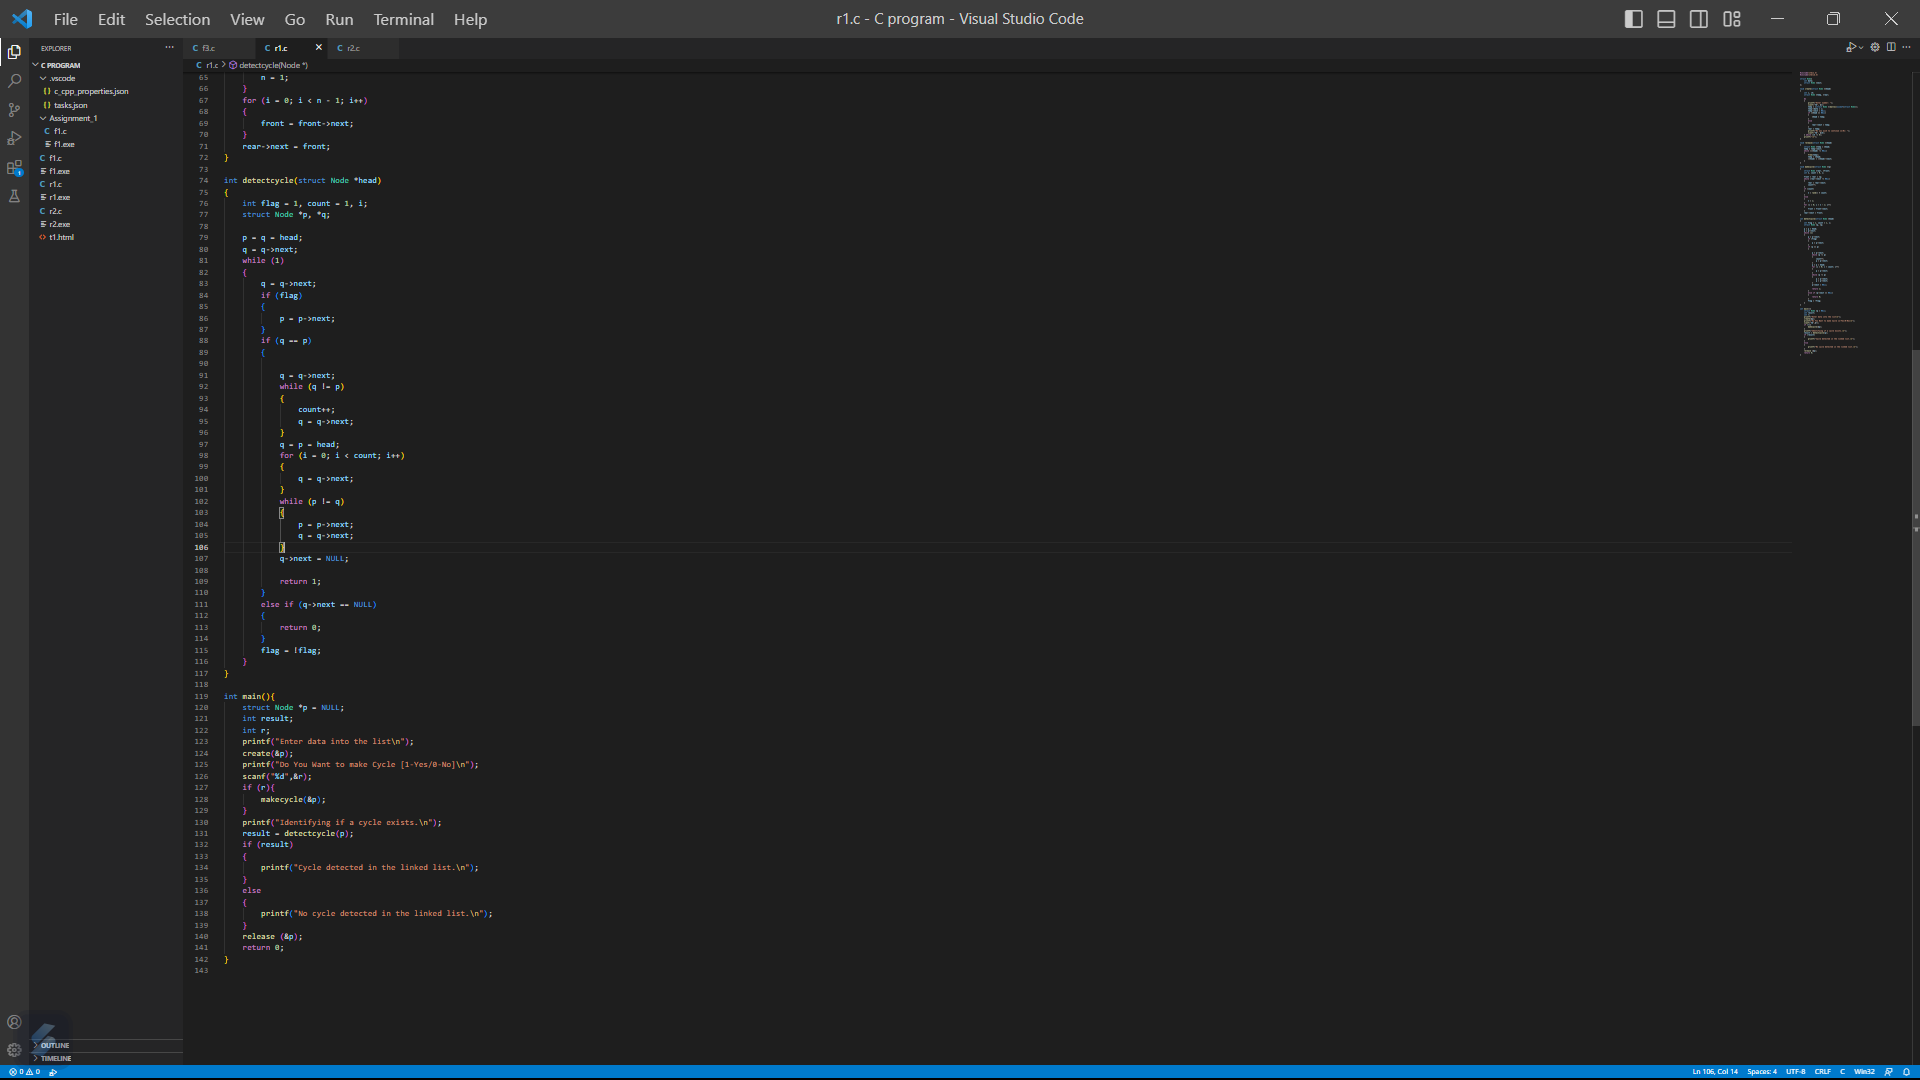 File Edit Selection View Go Run Terminal Help
r1.c - C program - Visual Studio Code
EXPLORER
C PROGRAM
.vscode
c_cpp_properties.json
tasks.json
Assignment_1
C f1.c
f1.exe
C f1.c
f1.exe
C r1.c
r1.exe
C r2.c
r2.exe
<> t1.html
OUTLINE
TIMELINE
C f3.c C r1.c C r2.c
C r1.c > detectcycle(Node *)
65 n = 1;
66 }
67 for (i = 0; i < n - 1; i++)
68 {
69 front = front->next;
70 }
71 rear->next = front;
72 }
73
74 int detectcycle(struct Node *head)
75 {
76 int flag = 1, count = 1, i;
77 struct Node *p, *q;
78
79 p = q = head;
80 q = q->next;
81 while (1)
82 {
83 q = q->next;
84 if (flag)
85 {
86 p = p->next;
87 }
88 if (q == p)
89 {
90
91 q = q->next;
92 while (q != p)
93 {
94 count++;
95 q = q->next;
96 }
97 q = p = head;
98 for (i = 0; i < count; i++)
99 {
100 q = q->next;
101 }
102 while (p != q)
103 {
104 p = p->next;
105 q = q->next;
106 }
107 q->next = NULL;
108
109 return 1;
110 }
111 else if (q->next == NULL)
112 {
113 return 0;
114 }
115 flag = !flag;
116 }
117 }
118
119 int main(){
120 struct Node *p = NULL;
121 int result;
122 int r;
123 printf("Enter data into the list\n");
124 create(&p);
125 printf("Do You Want to make Cycle [1-Yes/0-No]\n");
126 scanf("%d",&r);
127 if (r){
128 makecycle(&p);
129 }
130 printf("Identifying if a cycle exists.\n");
131 result = detectcycle(p);
132 if (result)
133 {
134 printf("Cycle detected in the linked list.\n");
135 }
136 else
137 {
138 printf("No cycle detected in the linked list.\n");
139 }
140 release (&p);
141 return 0;
142 }
143
0 0
Ln 106, Col 14 Spaces: 4 UTF-8 CRLF C Win32